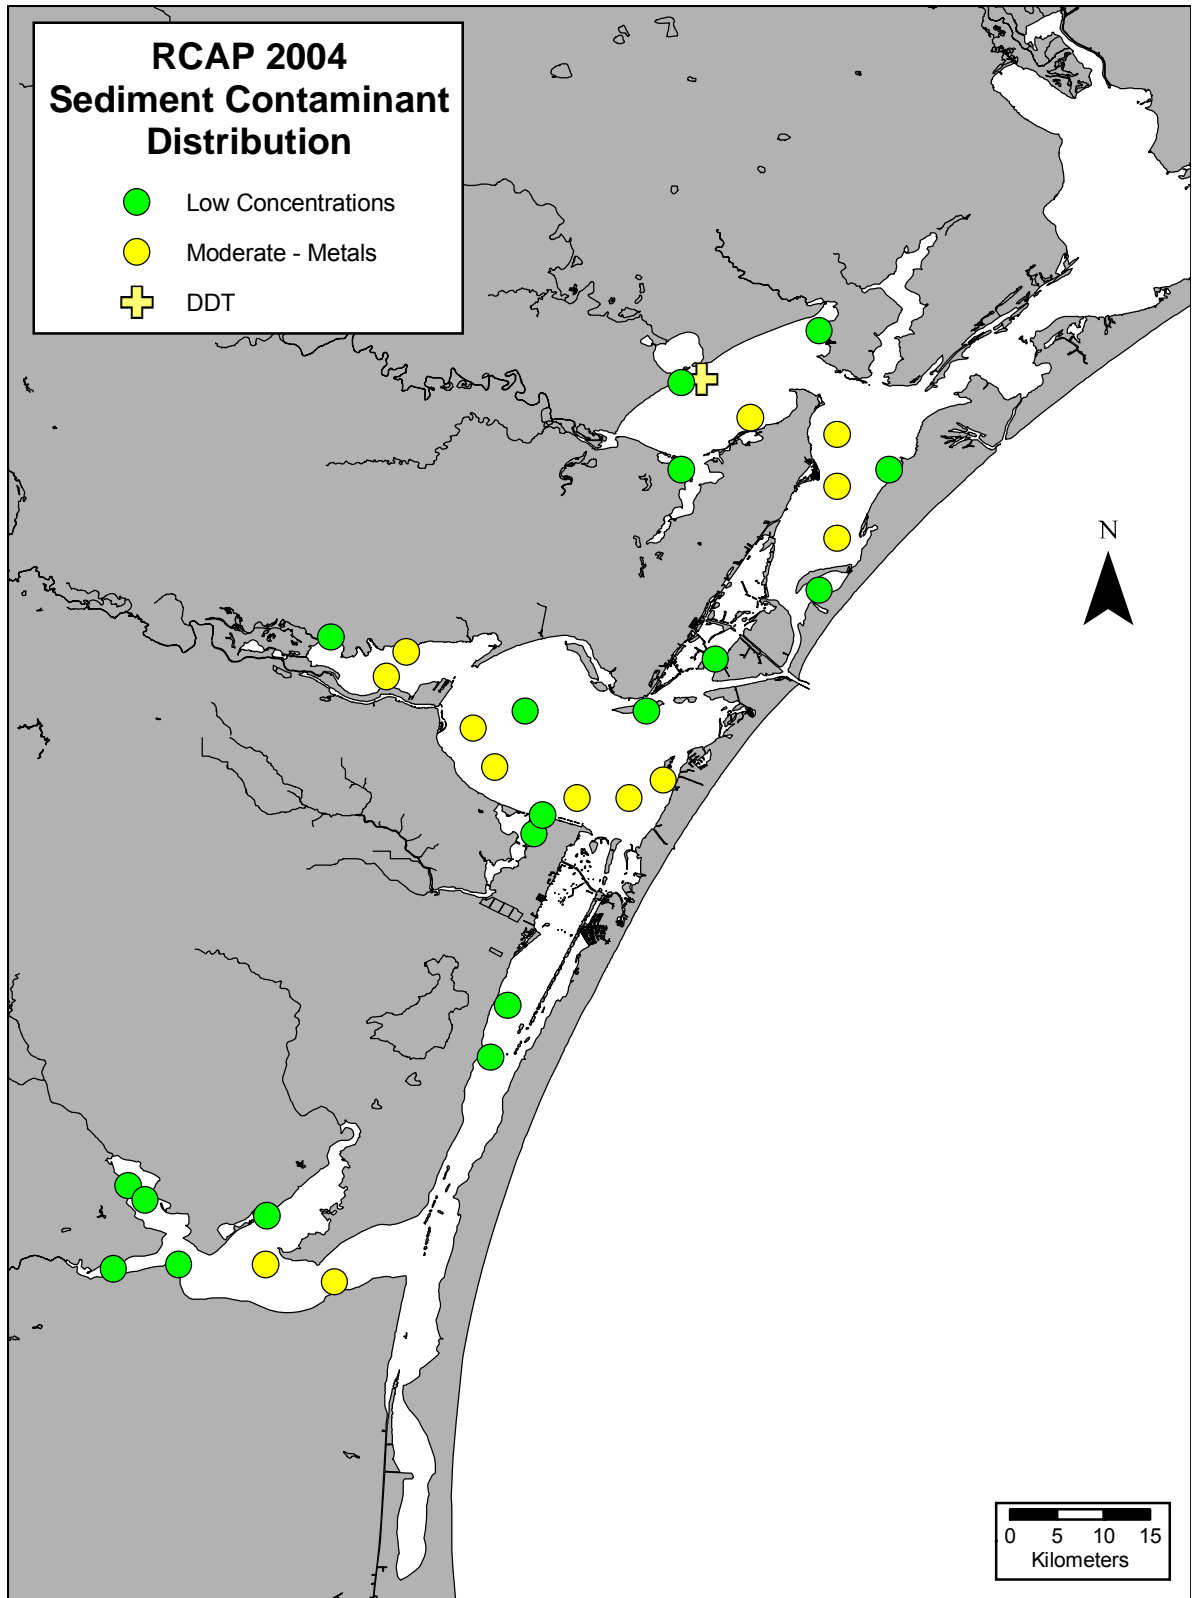 RCAP 2004
Sediment Contaminant
Distribution
Low Concentrations
Moderate - Metals
DDT
N
0 5 10 15
Kilometers